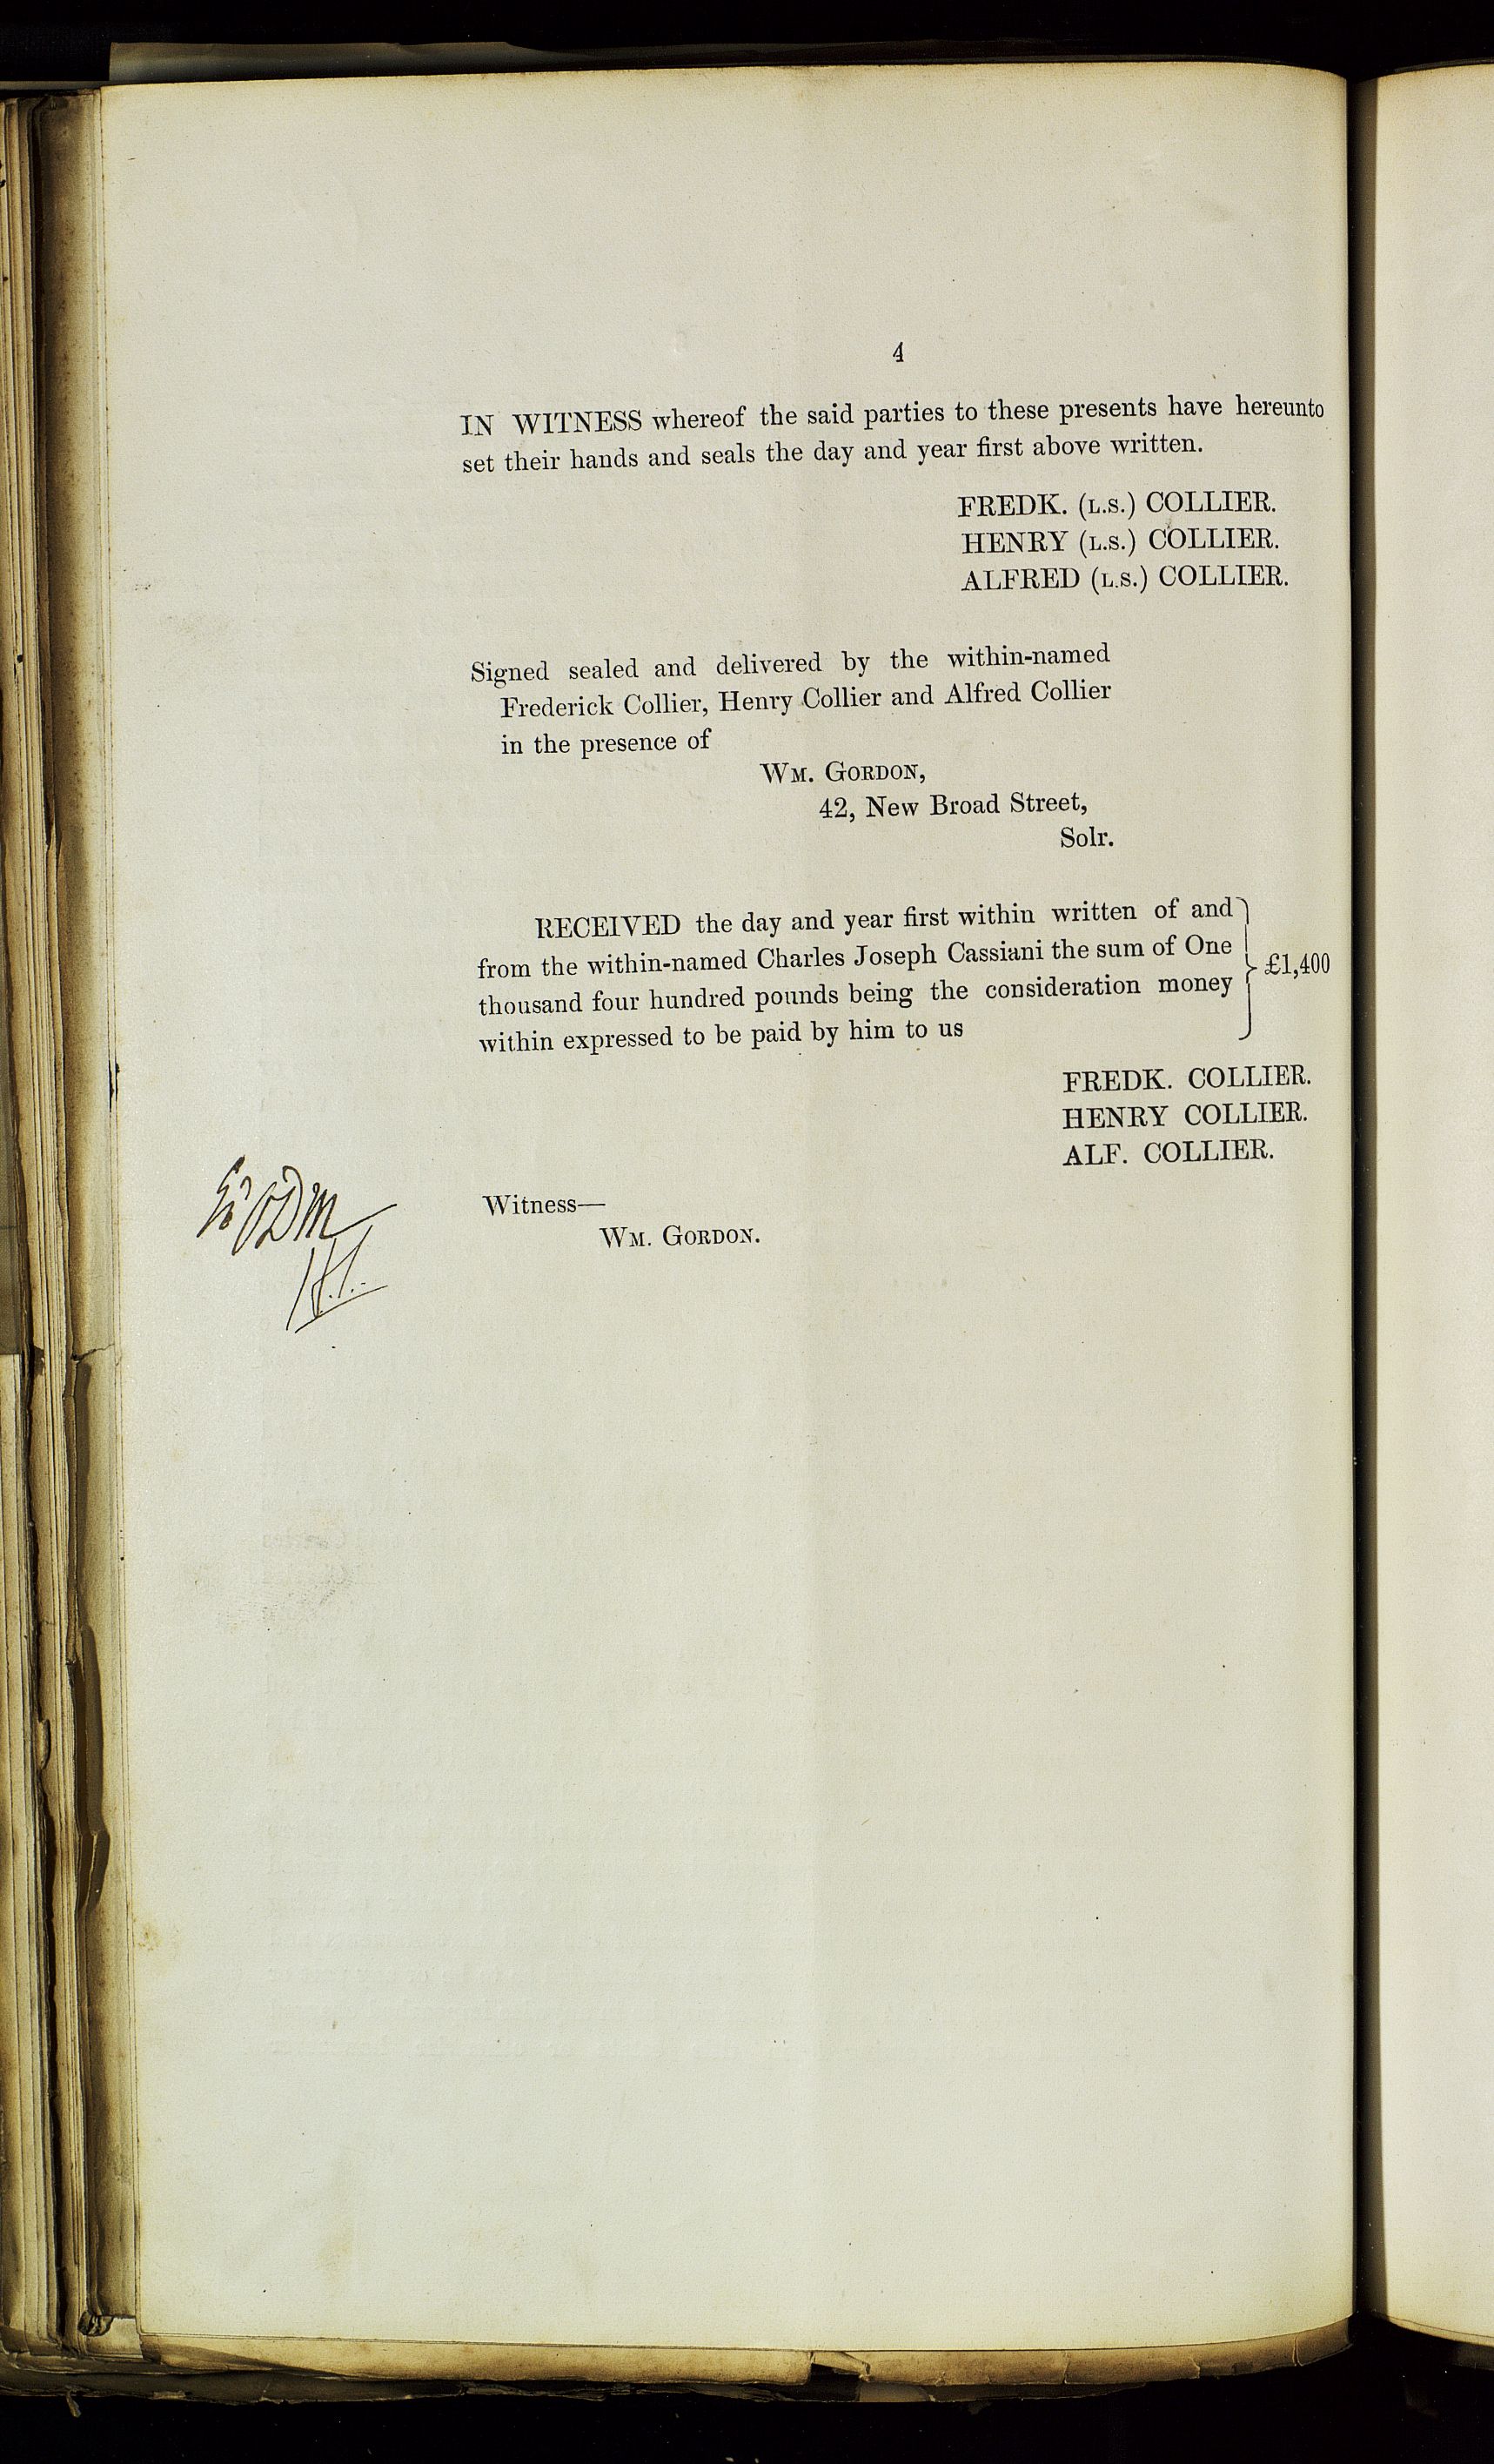 4
IN WITNESS whereof the said parties to these presents have hereunto
set their hands and seals the day and year first above written.
FREDK. (L.S.) COLLIER.
HENRY (L.S.) COLLIER.
ALFRED (L.S.) COLLIER.
Signed sealed and delivered by the within-named
Frederick Collier, Henry Collier and Alfred Collier
in the presence of
WM. GORDON,
42, New Broad Street,
Solr.
RECEIVED the day and year first within written of and
from the within-named Charles Joseph Cassiani the sum of One
thousand four hundred pounds being the consideration money
within expressed to be paid by him to us
£1,400
FREDK. COLLIER.
HENRY COLLIER.
ALF. COLLIER.
Witness—
WM. GORDON.